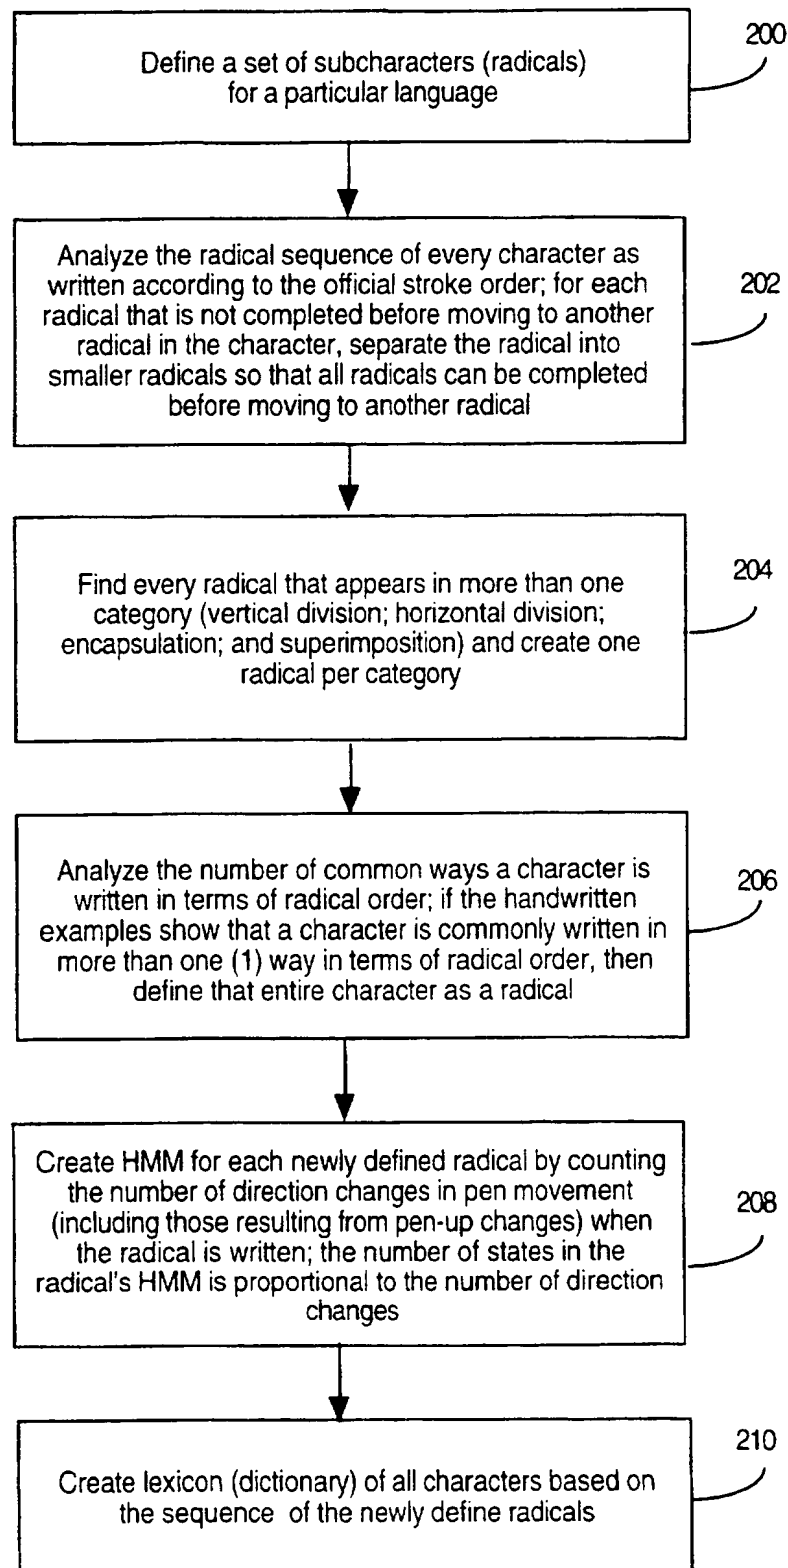 200
Define a set of subcharacters (radicals)
for a particular language
202
Analyze the radical sequence of every character as
written according to the official stroke order; for each
radical that is not completed before moving to another
radical in the character, separate the radical into
smaller radicals so that all radicals can be completed
before moving to another radical
204
Find every radical that appears in more than one
category (vertical division; horizontal division;
encapsulation; and superimposition) and create one
radical per category
206
Analyze the number of common ways a character is
written in terms of radical order; if the handwritten
examples show that a character is commonly written in
more than one (1) way in terms of radical order, then
define that entire character as a radical
208
Create HMM for each newly defined radical by counting
the number of direction changes in pen movement
(including those resulting from pen-up changes) when
the radical is written; the number of states in the
radical's HMM is proportional to the number of direction
changes
210
Create lexicon (dictionary) of all characters based on
the sequence of the newly define radicals